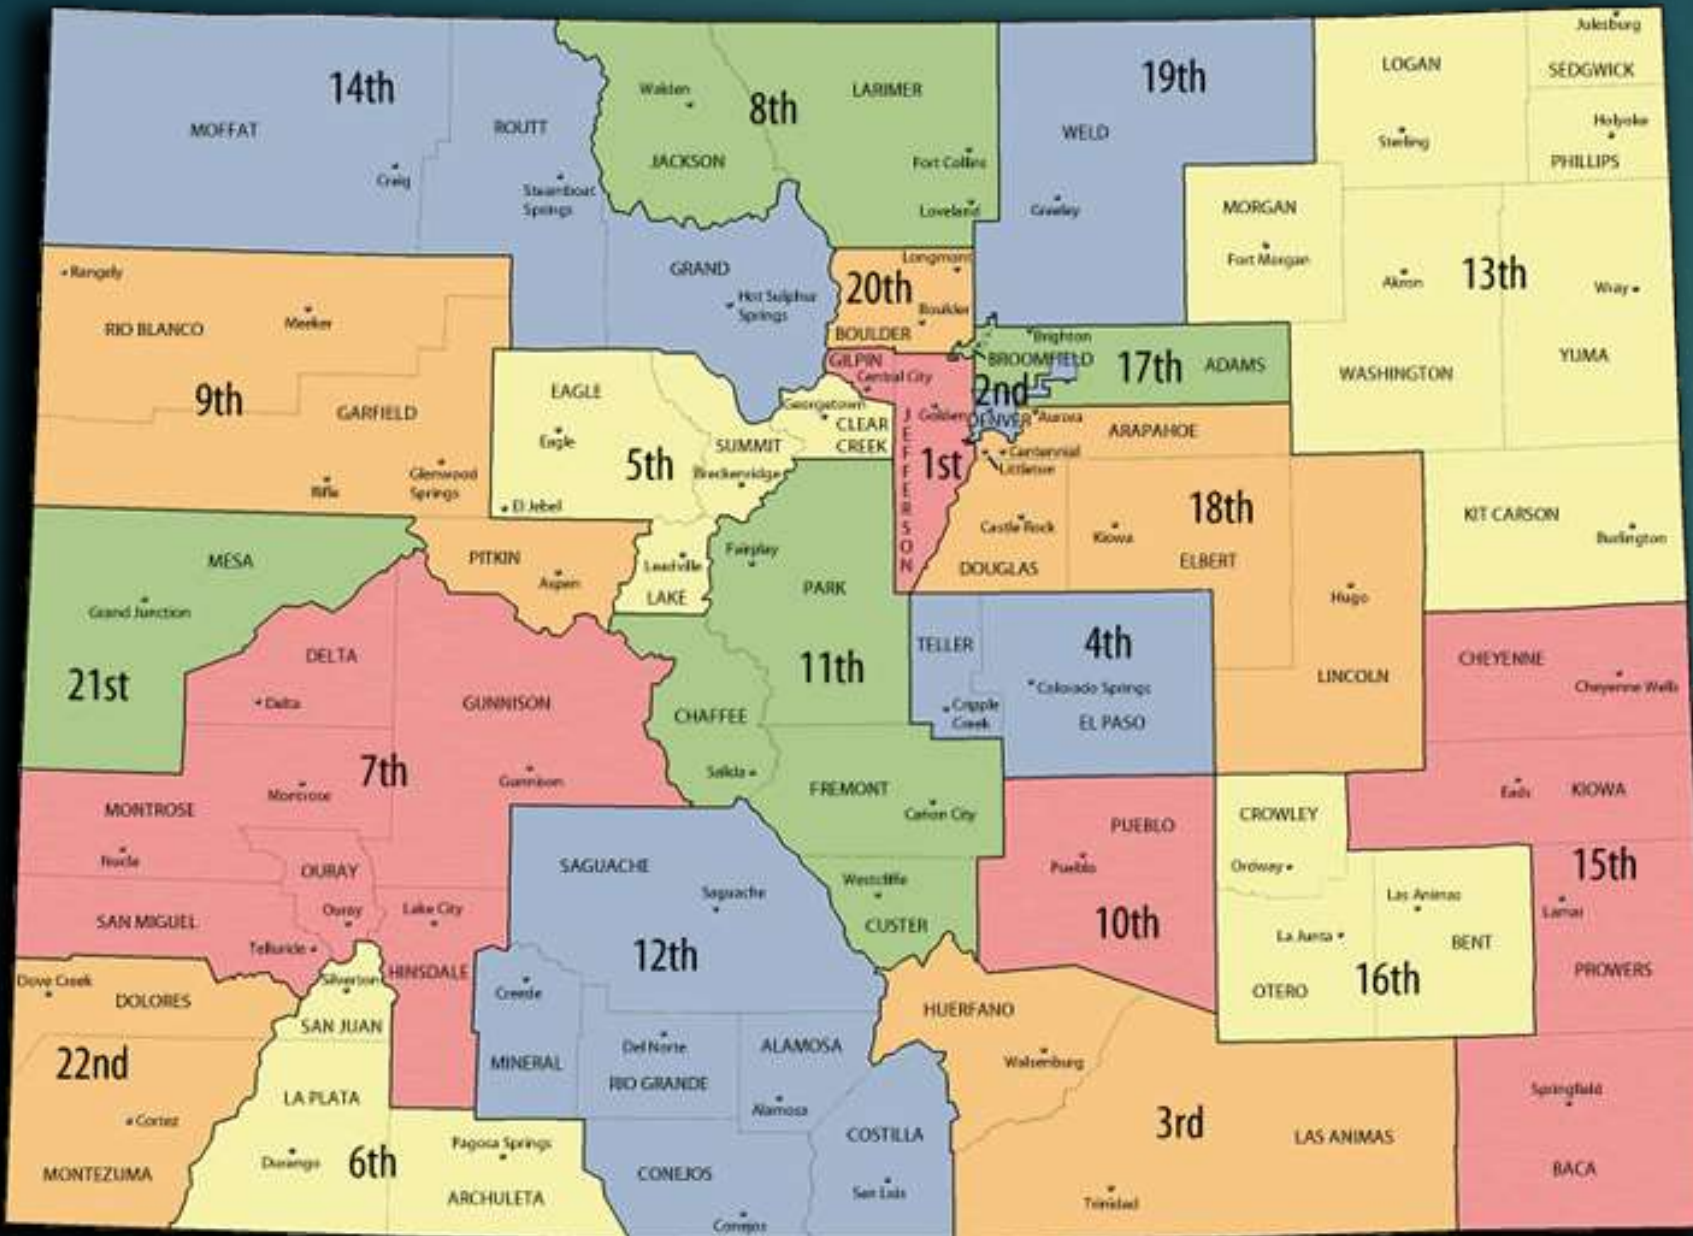 14th
MOFFAT
ROUTT
Craig
Steamboat
Springs
Walden
8th
LARIMER
JACKSON
Fort Collins
Loveland
19th
WELD
Greeley
LOGAN
Sterling
Julesburg
SEDGWICK
Holyoke
PHILLIPS
MORGAN
Fort Morgan
Akron
13th
Wray
WASHINGTON
YUMA
GRAND
Hot Sulphur
Springs
Rangely
RIO BLANCO
Meeker
9th
GARFIELD
Rifle
Glenwood
Springs
Longmont
20th
Boulder
BOULDER
GILPIN
Central City
Brighton
BROOMFIELD
17th
ADAMS
2nd
DENVER
Aurora
ARAPAHOE
Centennial
Littleton
EAGLE
Eagle
5th
El Jebel
SUMMIT
Breckenridge
Georgetown
CLEAR
CREEK
Golden
JEFFERSON
1st
18th
Castle Rock
DOUGLAS
Kiowa
ELBERT
KIT CARSON
Burlington
MESA
Grand Junction
21st
PITKIN
Aspen
Leadville
LAKE
Fairplay
PARK
11th
TELLER
Cripple
Creek
4th
Colorado Springs
EL PASO
Hugo
LINCOLN
CHEYENNE
Cheyenne Wells
DELTA
Delta
GUNNISON
7th
Gunnison
Montrose
MONTROSE
Nucla
OURAY
Ouray
SAN MIGUEL
Telluride
Lake City
HINSDALE
CHAFFEE
Salida
FREMONT
Cañon City
Westcliffe
CUSTER
PUEBLO
Pueblo
10th
CROWLEY
Ordway
Eads
KIOWA
15th
Lamar
PROWERS
Las Animas
La Junta
BENT
OTERO
16th
SAGUACHE
Saguache
12th
Creede
MINERAL
Del Norte
RIO GRANDE
ALAMOSA
Alamosa
Dove Creek
DOLORES
22nd
Cortez
MONTEZUMA
Silverton
SAN JUAN
LA PLATA
Durango
6th
Pagosa Springs
ARCHULETA
CONEJOS
Conejos
COSTILLA
San Luis
HUERFANO
Walsenburg
3rd
LAS ANIMAS
Trinidad
Springfield
BACA